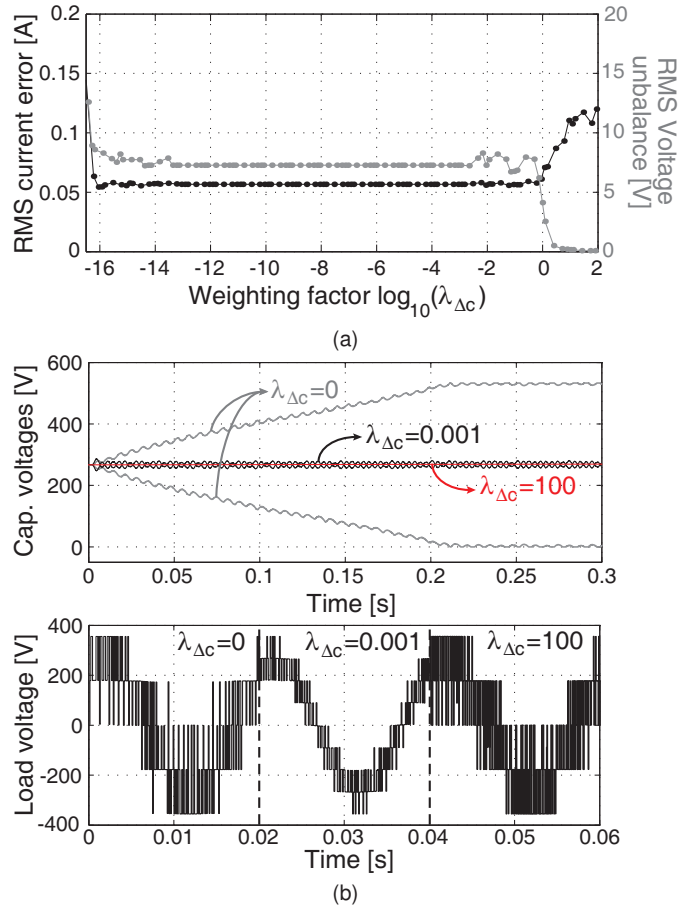 RMS current error [A]
0.2
0.15
0.1
0.05
0
20
15
10
5
0
RMS Voltage
unbalance [V]
-16 -14 -12 -10 -8 -6 -4 -2 0 2
Weighting factor log10(λΔc)
(a)
Cap. voltages [V]
600
400
200
0
λΔc=0
λΔc=0.001
λΔc=100
0 0.05 0.1 0.15 0.2 0.25 0.3
Time [s]
Load voltage [V]
400
200
0
-200
-400
λΔc=0 λΔc=0.001 λΔc=100
0 0.01 0.02 0.03 0.04 0.05 0.06
Time [s]
(b)